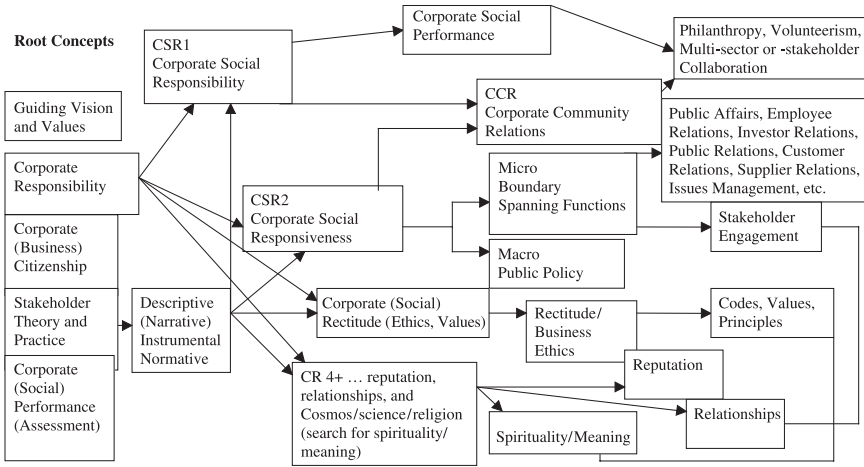 Root Concepts
Guiding Vision
and Values
Corporate
Responsibility
Corporate
(Business)
Citizenship
Stakeholder
Theory and
Practice
Corporate
(Social)
Performance
(Assessment)
Descriptive
(Narrative)
Instrumental
Normative
CSR1
Corporate Social
Responsibility
CSR2
Corporate Social
Responsiveness
Corporate (Social)
Rectitude (Ethics, Values)
CR 4+ … reputation,
relationships, and
Cosmos/science/religion
(search for spirituality/
meaning)
Corporate Social
Performance
CCR
Corporate Community
Relations
Micro
Boundary
Spanning Functions
Macro
Public Policy
Rectitude/
Business
Ethics
Spirituality/Meaning
Philanthropy, Volunteerism,
Multi-sector or -stakeholder
Collaboration
Public Affairs, Employee
Relations, Investor Relations,
Public Relations, Customer
Relations, Supplier Relations,
Issues Management, etc.
Stakeholder
Engagement
Codes, Values,
Principles
Reputation
Relationships